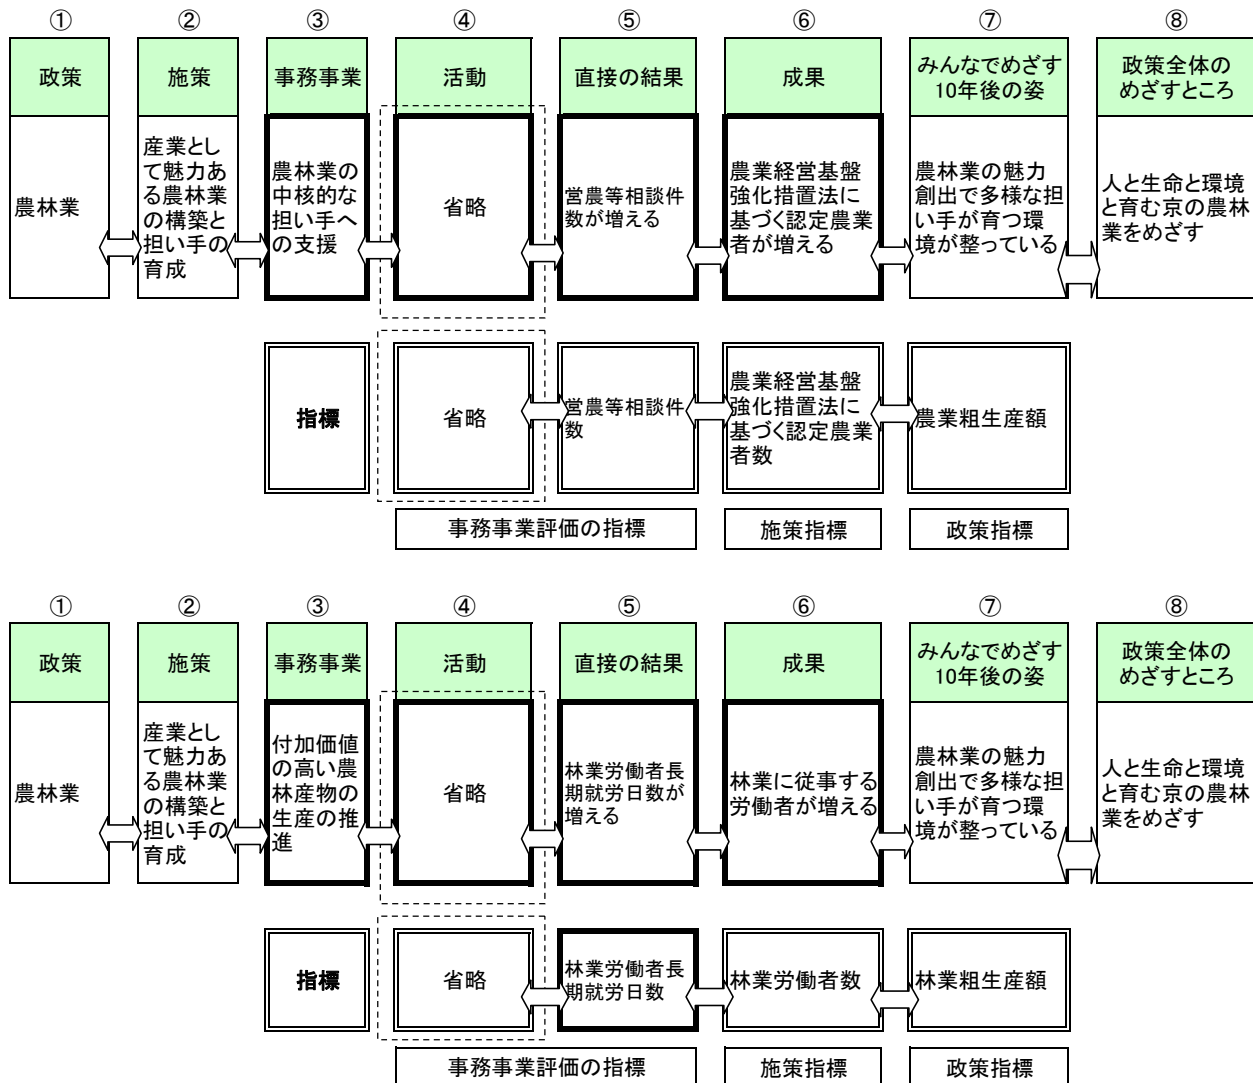 ①
②
③
④
⑤
⑥
⑦
⑧
政策
施策
事務事業
活動
直接の結果
成果
みんなでめざす
10年後の姿
政策全体の
めざすところ
農林業
産業とし
て魅力あ
る農林業
の構築と
担い手の
育成
農林業の
中核的な
担い手へ
の支援
省略
営農等相談件
数が増える
農業経営基盤
強化措置法に
基づく認定農業
者が増える
農林業の魅力
創出で多様な担
い手が育つ環
境が整っている
人と生命と環境
と育む京の農林
業をめざす
指標
省略
営農等相談件
数
農業経営基盤
強化措置法に
基づく認定農業
者数
農業粗生産額
事務事業評価の指標
施策指標
政策指標
①
②
③
④
⑤
⑥
⑦
⑧
政策
施策
事務事業
活動
直接の結果
成果
みんなでめざす
10年後の姿
政策全体の
めざすところ
農林業
産業とし
て魅力あ
る農林業
の構築と
担い手の
育成
付加価値
の高い農
林産物の
生産の推
進
省略
林業労働者長
期就労日数が
増える
林業に従事する
労働者が増える
農林業の魅力
創出で多様な担
い手が育つ環
境が整っている
人と生命と環境
と育む京の農林
業をめざす
指標
省略
林業労働者長
期就労日数
林業労働者数
林業粗生産額
事務事業評価の指標
施策指標
政策指標